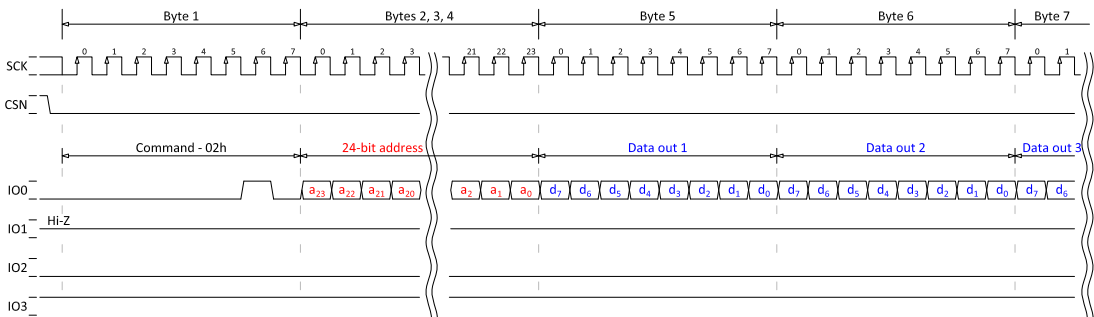 Byte 1 Bytes 2, 3, 4 Byte 5 Byte 6 Byte 7
0 1 2 3 4 5 6 7 0 1 2 3 21 22 23 0 1 2 3 4 5 6 7 0 1 2 3 4 5 6 7 0 1
SCK
CSN
Command - 02h 24-bit address Data out 1 Data out 2 Data out 3
IO0 a23 a22 a21 a20 a2 a1 a0 d7 d6 d5 d4 d3 d2 d1 d0 d7 d6 d5 d4 d3 d2 d1 d0 d7 d6
Hi-Z
IO1
IO2
IO3